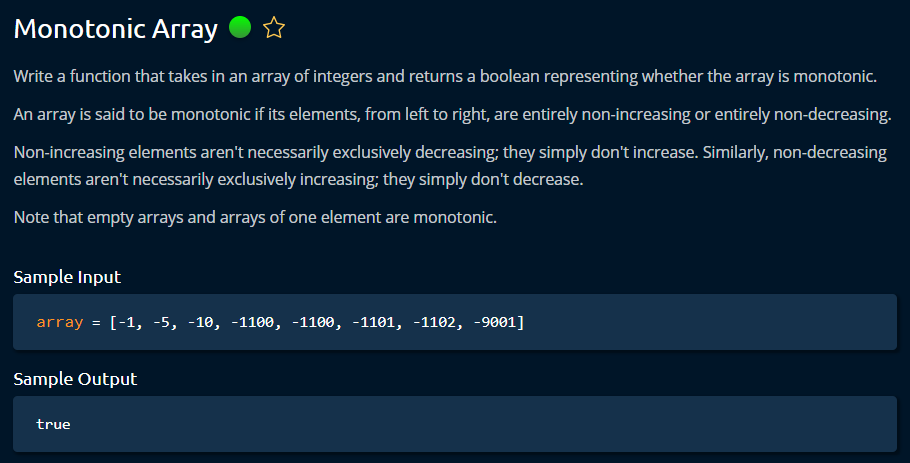 Monotonic Array
Write a function that takes in an array of integers and returns a boolean representing whether the array is monotonic.
An array is said to be monotonic if its elements, from left to right, are entirely non-increasing or entirely non-decreasing.
Non-increasing elements aren't necessarily exclusively decreasing; they simply don't increase. Similarly, non-decreasing
elements aren't necessarily exclusively increasing; they simply don't decrease.
Note that empty arrays and arrays of one element are monotonic.
Sample Input
array = [-1, -5, -10, -1100, -1100, -1101, -1102, -9001]
Sample Output
true